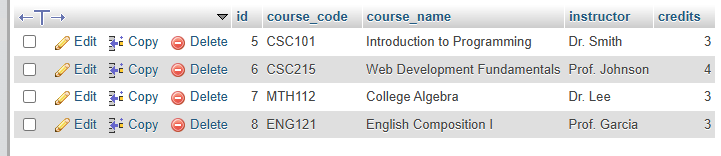 ←T→ id course_code course_name instructor credits
Edit Copy Delete 5 CSC101 Introduction to Programming Dr. Smith 3
Edit Copy Delete 6 CSC215 Web Development Fundamentals Prof. Johnson 4
Edit Copy Delete 7 MTH112 College Algebra Dr. Lee 3
Edit Copy Delete 8 ENG121 English Composition I Prof. Garcia 3